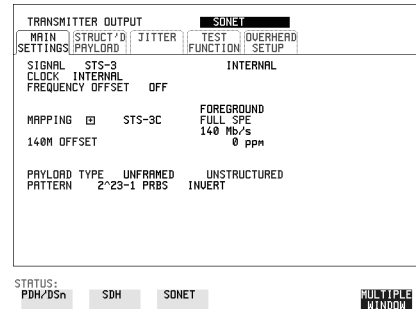 TRANSMITTER OUTPUT SONET
MAIN SETTINGS STRUCT'D PAYLOAD JITTER TEST FUNCTION OVERHEAD SETUP
SIGNAL STS-3 INTERNAL
CLOCK INTERNAL
FREQUENCY OFFSET OFF
FOREGROUND
MAPPING + STS-3C FULL SPE
140 Mb/s
140M OFFSET 0 ppm
PAYLOAD TYPE UNFRAMED UNSTRUCTURED
PATTERN 2^23-1 PRBS INVERT
STATUS:
PDH/DSn SDH SONET MULTIPLE WINDOW